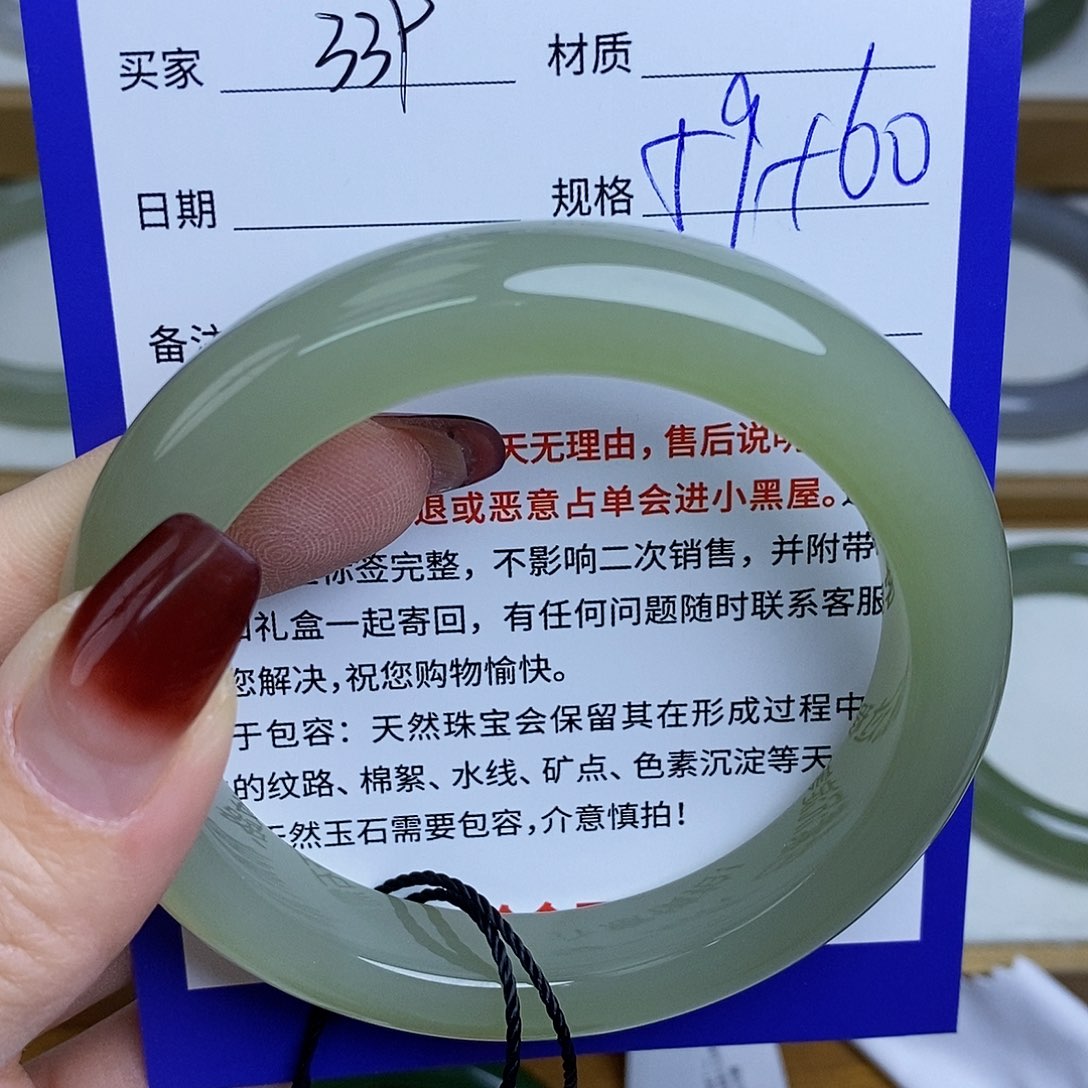 买家 33P 材质
日期 规格 +9+60
备注
天无理由，售后说明
退或恶意占单会进小黑屋。
标签完整，不影响二次销售，并附带
礼盒一起寄回，有任何问题随时联系客服
您解决，祝您购物愉快。
于包容：天然珠宝会保留其在形成过程中
的纹路、棉絮、水线、矿点、色素沉淀等天
天然玉石需要包容，介意慎拍！